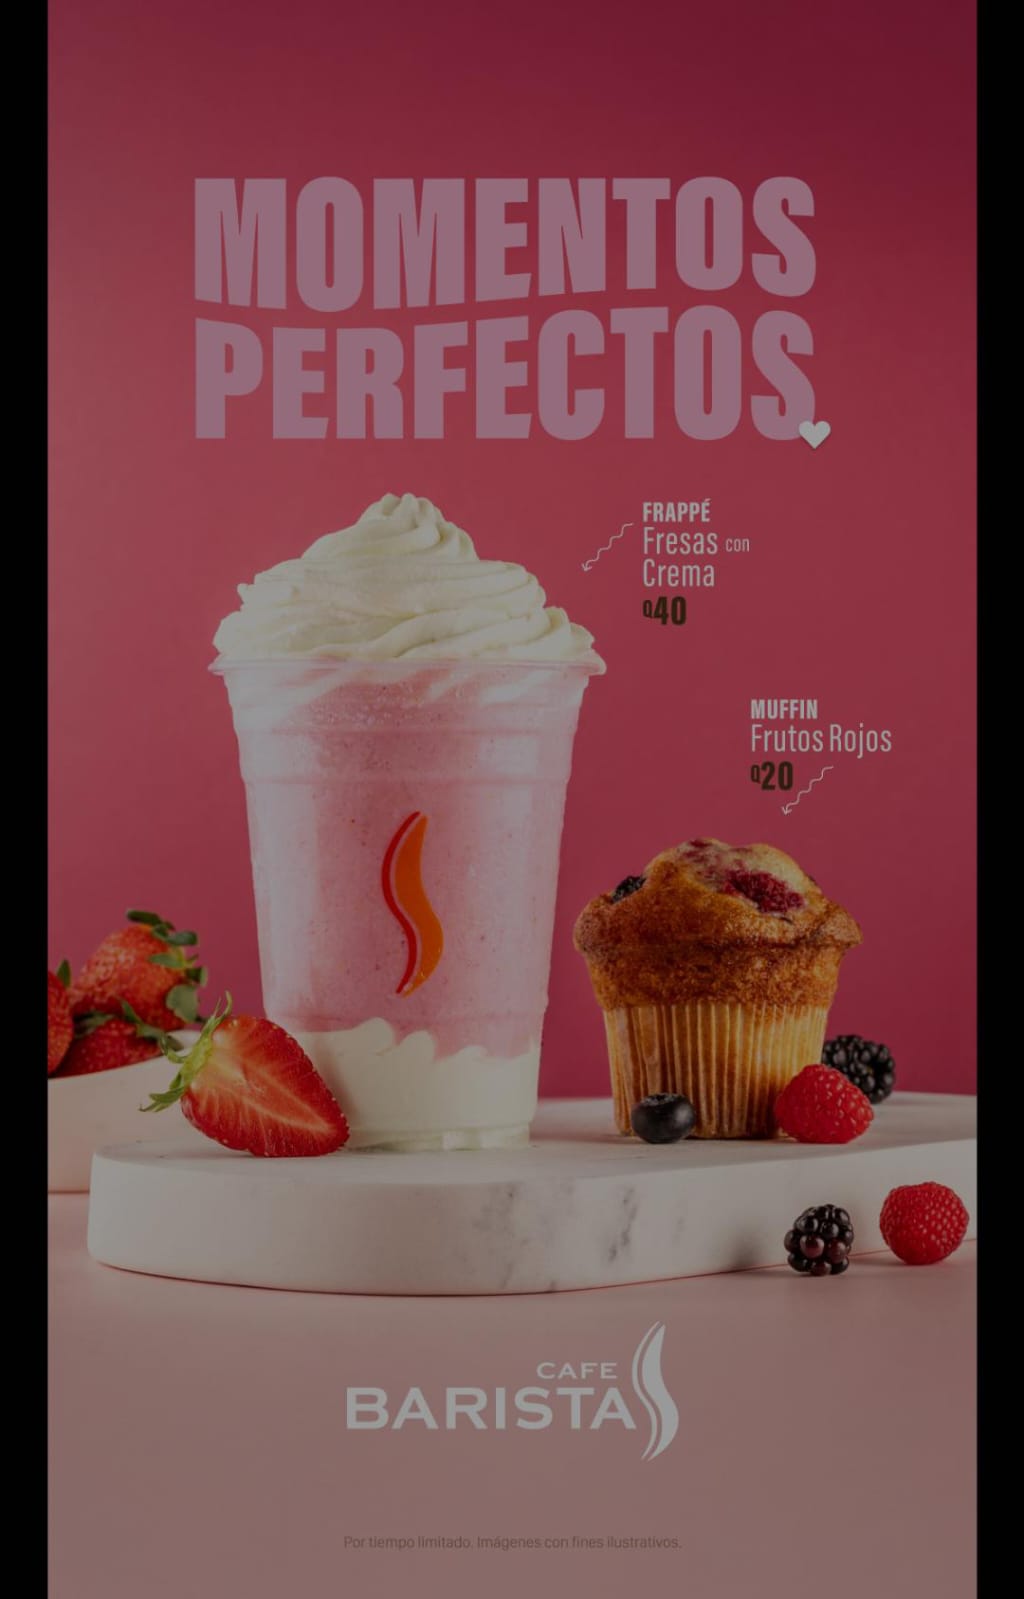 MOMENTOS
PERFECTOS
FRAPPÉ
Fresas con
Crema
Q40
MUFFIN
Frutos Rojos
Q20
CAFE
BARISTA
Por tiempo limitado. Imágenes con fines ilustrativos.